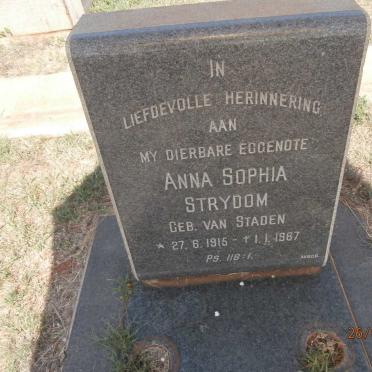 IN
LIEFDEVOLLE HERINNERING
AAN
MY DIERBARE EGGENOTE
ANNA SOPHIA
STRYDOM
GEB. VAN STADEN
* 27.6.1915 - † 1.1.1967
PS. 116:1.